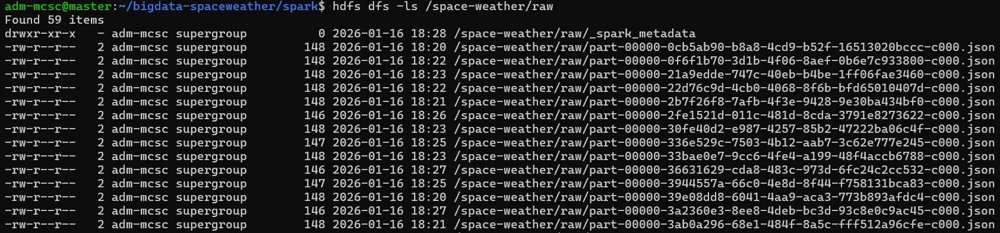 adm-mcsc@master:~/bigdata-spaceweather/spark$ hdfs dfs -ls /space-weather/raw
Found 59 items
drwxr-xr-x   - adm-mcsc supergroup          0 2026-01-16 18:28 /space-weather/raw/_spark_metadata
-rw-r--r--   2 adm-mcsc supergroup        148 2026-01-16 18:20 /space-weather/raw/part-00000-0cb5ab90-b8a8-4cd9-b52f-16513020bccc-c000.json
-rw-r--r--   2 adm-mcsc supergroup        148 2026-01-16 18:22 /space-weather/raw/part-00000-0f6f1b70-3d1b-4f06-8aef-0b6e7c933800-c000.json
-rw-r--r--   2 adm-mcsc supergroup        148 2026-01-16 18:23 /space-weather/raw/part-00000-21a9edde-747c-40eb-b4be-1ff06fae3460-c000.json
-rw-r--r--   2 adm-mcsc supergroup        148 2026-01-16 18:22 /space-weather/raw/part-00000-22d76c9d-4cb0-4068-8f6b-bfd65010407d-c000.json
-rw-r--r--   2 adm-mcsc supergroup        148 2026-01-16 18:21 /space-weather/raw/part-00000-2b7f26f8-7afb-4f3e-9428-9e30ba434bf0-c000.json
-rw-r--r--   2 adm-mcsc supergroup        146 2026-01-16 18:26 /space-weather/raw/part-00000-2fe1521d-011c-481d-8cda-3791e8273622-c000.json
-rw-r--r--   2 adm-mcsc supergroup        148 2026-01-16 18:23 /space-weather/raw/part-00000-30fe40d2-e987-4257-85b2-47222ba06c4f-c000.json
-rw-r--r--   2 adm-mcsc supergroup        147 2026-01-16 18:25 /space-weather/raw/part-00000-336e529c-7503-4b12-aab7-3c62e777e245-c000.json
-rw-r--r--   2 adm-mcsc supergroup        148 2026-01-16 18:23 /space-weather/raw/part-00000-33bae0e7-9cc6-4fe4-a199-48f4accb6788-c000.json
-rw-r--r--   2 adm-mcsc supergroup        146 2026-01-16 18:27 /space-weather/raw/part-00000-36631629-cda8-483c-973d-6fc24c2cc532-c000.json
-rw-r--r--   2 adm-mcsc supergroup        147 2026-01-16 18:25 /space-weather/raw/part-00000-3944557a-66c0-4e8d-8f44-f758131bca83-c000.json
-rw-r--r--   2 adm-mcsc supergroup        148 2026-01-16 18:20 /space-weather/raw/part-00000-39e08dd8-6041-4aa9-aca3-773b893afdc4-c000.json
-rw-r--r--   2 adm-mcsc supergroup        146 2026-01-16 18:27 /space-weather/raw/part-00000-3a2360e3-8ee8-4deb-bc3d-93c8e0c9ac45-c000.json
-rw-r--r--   2 adm-mcsc supergroup        148 2026-01-16 18:21 /space-weather/raw/part-00000-3ab0a296-68e1-484f-8a5c-fff512a96cfe-c000.json